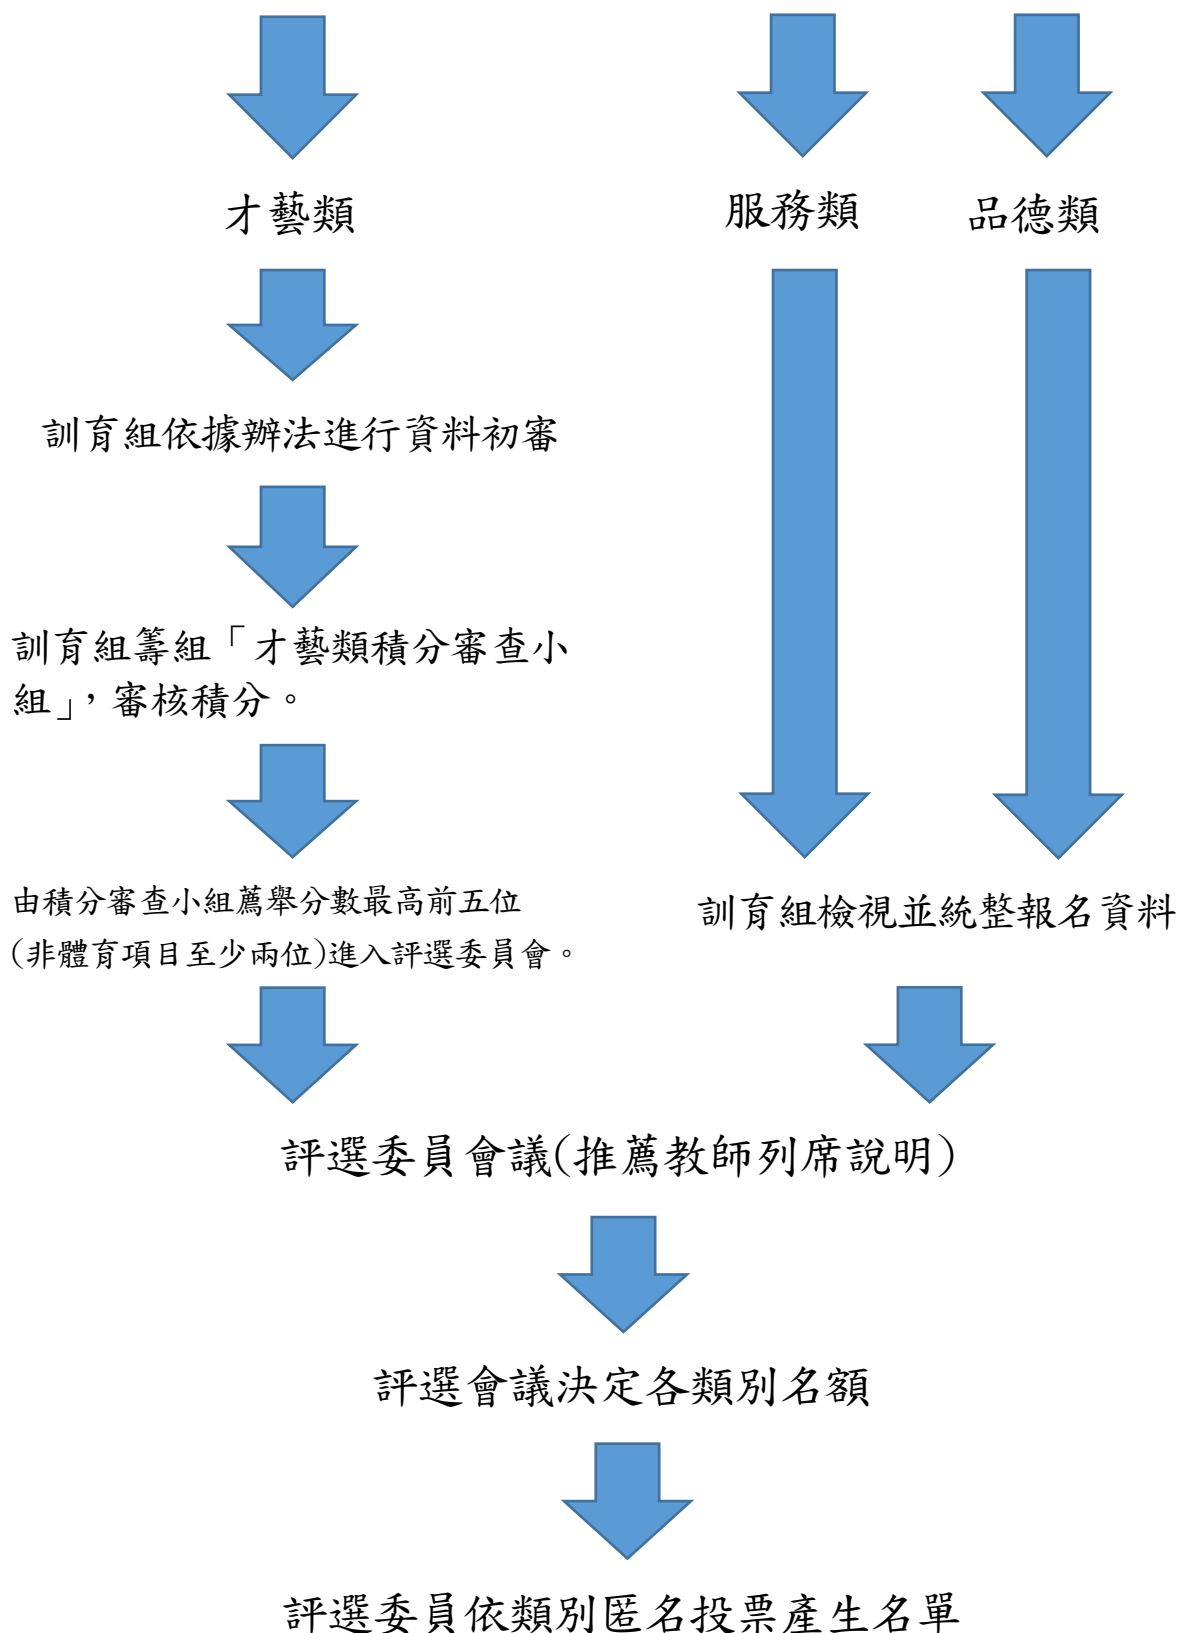 才藝類
服務類
品德類
訓育組依據辦法進行資料初審
訓育組籌組「才藝類積分審查小
組」，審核積分。
由積分審查小組薦舉分數最高前五位
(非體育項目至少兩位)進入評選委員會。
訓育組檢視並統整報名資料
評選委員會議(推薦教師列席說明)
評選會議決定各類別名額
評選委員依類別匿名投票產生名單